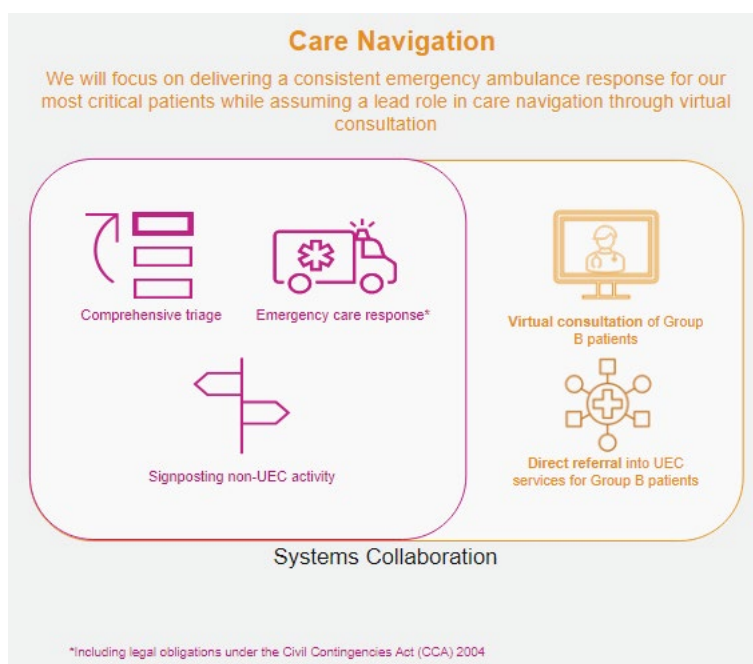 Care Navigation
We will focus on delivering a consistent emergency ambulance response for our
most critical patients while assuming a lead role in care navigation through virtual
consultation
Comprehensive triage
Emergency care response*
Signposting non-UEC activity
Virtual consultation of Group
B patients
Direct referral into UEC
services for Group B patients
Systems Collaboration
*Including legal obligations under the Civil Contingencies Act (CCA) 2004